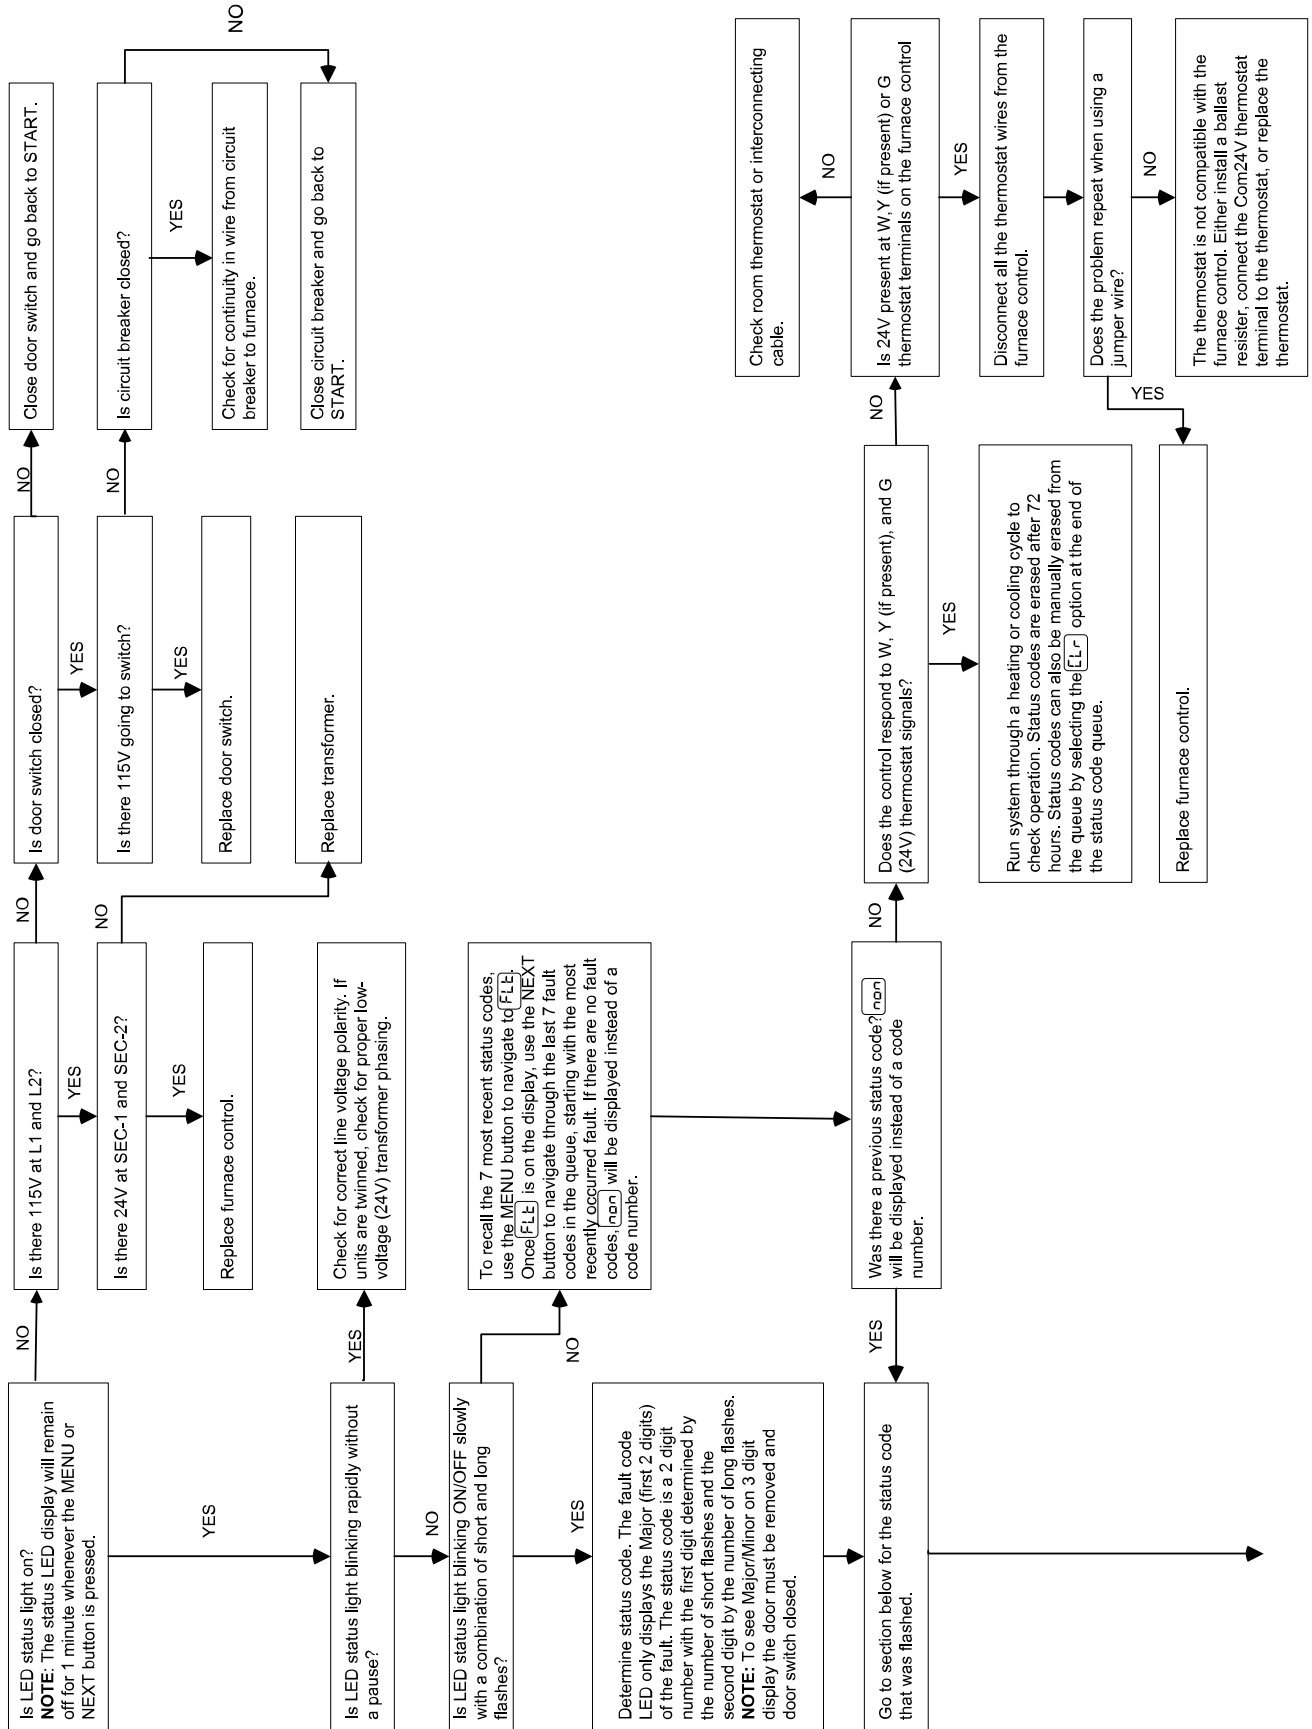 Is LED status light on?
NOTE: The status LED display will remain
off for 1 minute whenever the MENU or
NEXT button is pressed.
NO
YES
Is there 115V at L1 and L2?
NO
YES
Is door switch closed?
NO
YES
Close door switch and go back to START.
Is there 24V at SEC-1 and SEC-2?
NO
YES
Is there 115V going to switch?
NO
YES
Is circuit breaker closed?
NO
YES
Replace furnace control.
Replace door switch.
Check for continuity in wire from circuit
breaker to furnace.
Replace transformer.
Close circuit breaker and go back to
START.
Is LED status light blinking rapidly without
a pause?
YES
NO
Check for correct line voltage polarity. If
units are twinned, check for proper low-
voltage (24V) transformer phasing.
Is LED status light blinking ON/OFF slowly
with a combination of short and long
flashes?
NO
YES
To recall the 7 most recent status codes,
use the MENU button to navigate to FLt.
Once FLt is on the display, use the NEXT
button to navigate through the last 7 fault
codes in the queue, starting with the most
recently occurred fault. If there are no fault
codes, non will be displayed instead of a
code number.
Determine status code. The fault code
LED only displays the Major (first 2 digits)
of the fault. The status code is a 2 digit
number with the first digit determined by
the number of short flashes and the
second digit by the number of long flashes.
NOTE: To see Major/Minor on 3 digit
display the door must be removed and
door switch closed.
Go to section below for the status code
that was flashed.
YES
Was there a previous status code? non
will be displayed instead of a code
number.
NO
Does the control respond to W, Y (if present), and G
(24V) thermostat signals?
NO
YES
Run system through a heating or cooling cycle to
check operation. Status codes are erased after 72
hours. Status codes can also be manually erased from
the queue by selecting the CLr option at the end of
the status code queue.
Check room thermostat or interconnecting
cable.
NO
Is 24V present at W,Y (if present) or G
thermostat terminals on the furnace control
YES
Disconnect all the thermostat wires from the
furnace control.
Does the problem repeat when using a
jumper wire?
YES
NO
Replace furnace control.
The thermostat is not compatible with the
furnace control. Either install a ballast
resister, connect the Com24V thermostat
terminal to the thermostat, or replace the
thermostat.